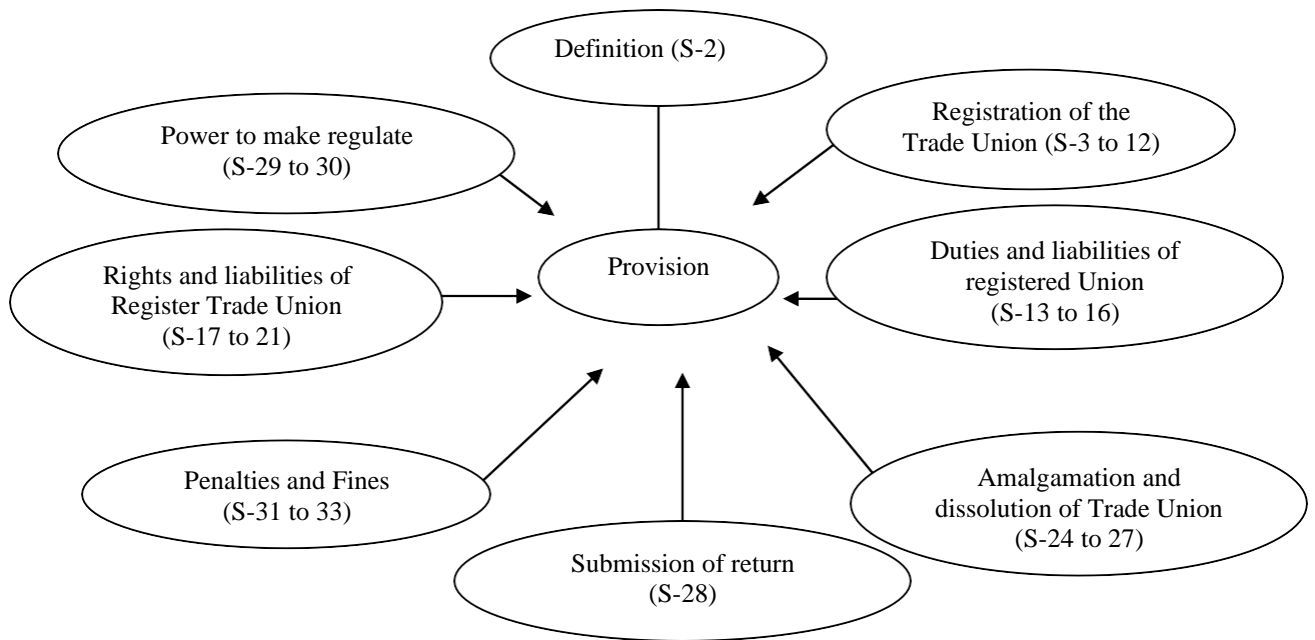 Definition (S-2)
Registration of the
Trade Union (S-3 to 12)
Power to make regulate
(S-29 to 30)
Provision
Duties and liabilities of
registered Union
(S-13 to 16)
Rights and liabilities of
Register Trade Union
(S-17 to 21)
Penalties and Fines
(S-31 to 33)
Amalgamation and
dissolution of Trade Union
(S-24 to 27)
Submission of return
(S-28)